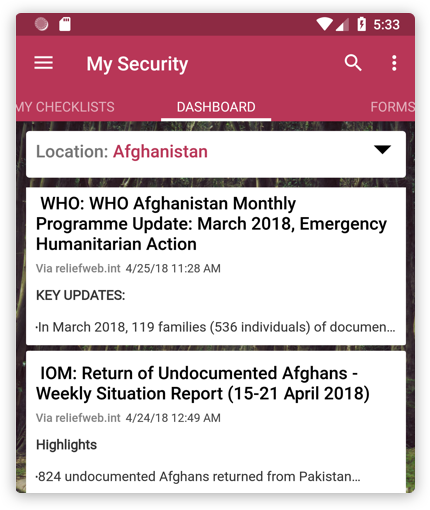 5:33
My Security
MY CHECKLISTS DASHBOARD FORMS
Location: Afghanistan
WHO: WHO Afghanistan Monthly
Programme Update: March 2018, Emergency
Humanitarian Action
Via reliefweb.int 4/25/18 11:28 AM
KEY UPDATES:
·In March 2018, 119 families (536 individuals) of documen…
IOM: Return of Undocumented Afghans -
Weekly Situation Report (15-21 April 2018)
Via reliefweb.int 4/24/18 12:49 AM
Highlights
·824 undocumented Afghans returned from Pakistan…